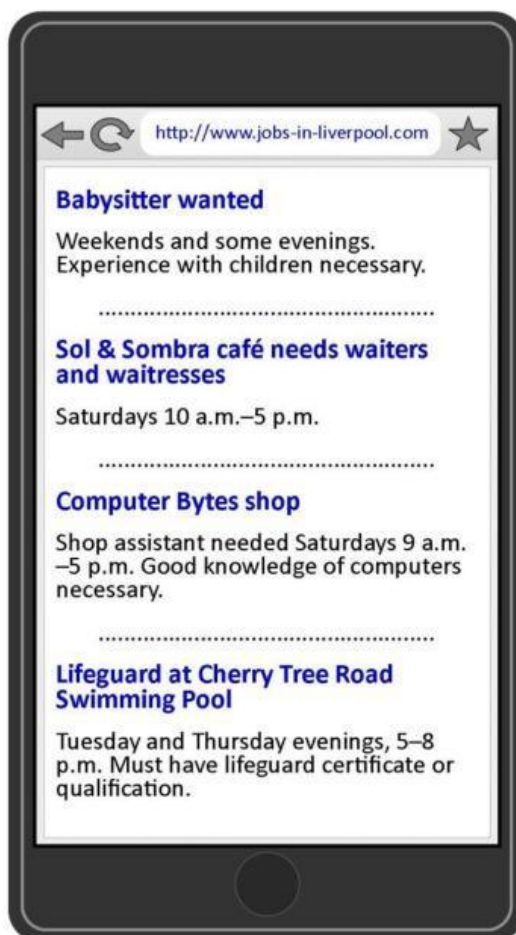 http://www.jobs-in-liverpool.com
Babysitter wanted
Weekends and some evenings.
Experience with children necessary.
....................................................
Sol & Sombra café needs waiters
and waitresses
Saturdays 10 a.m.–5 p.m.
....................................................
Computer Bytes shop
Shop assistant needed Saturdays 9 a.m.
–5 p.m. Good knowledge of computers
necessary.
....................................................
Lifeguard at Cherry Tree Road
Swimming Pool
Tuesday and Thursday evenings, 5–8
p.m. Must have lifeguard certificate or
qualification.